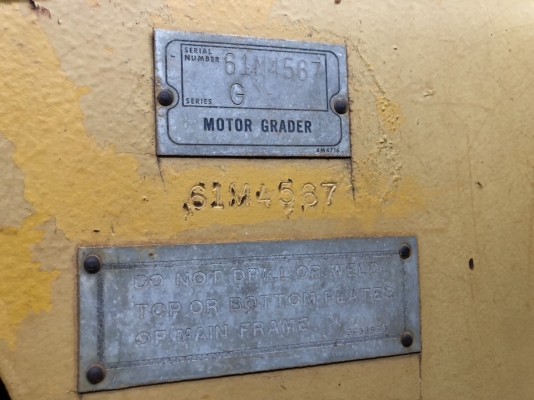 SERIAL
NUMBER 61M4567
SERIES G
MOTOR GRADER
4M4716
61M4567
DO NOT DRILL OR WELD
TOP OR BOTTOM PLATES
OF MAIN FRAME